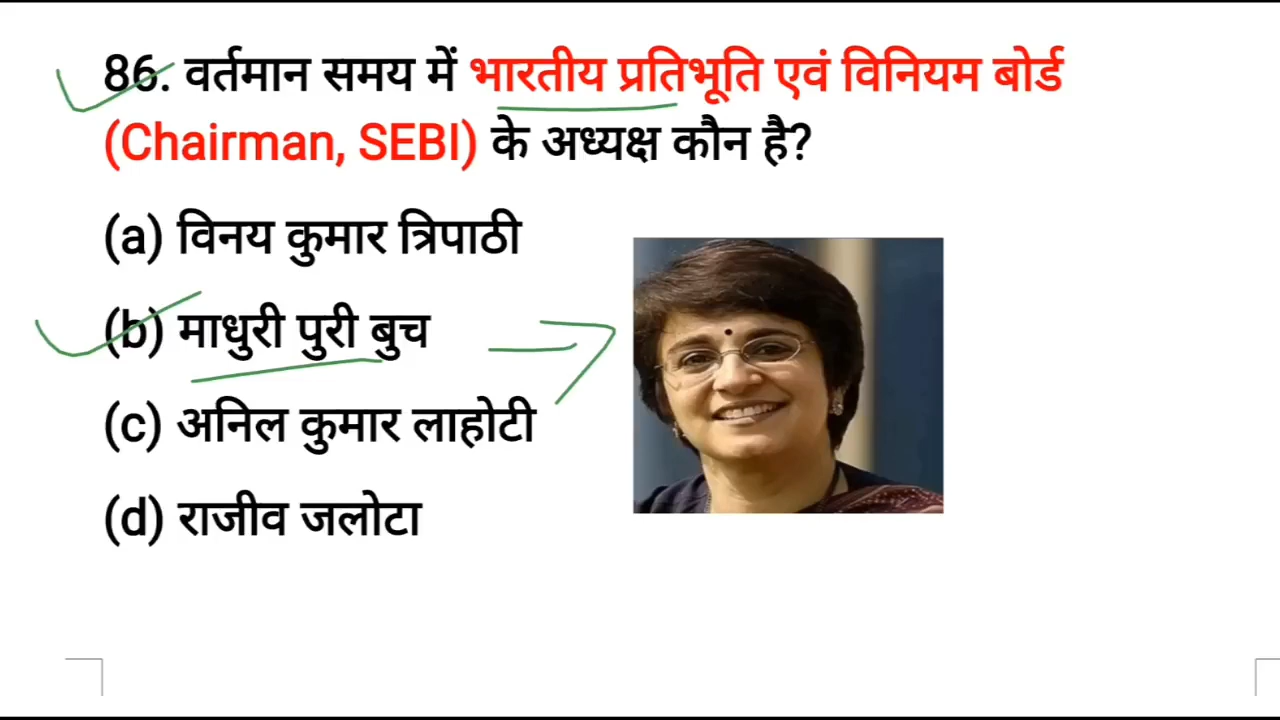 86. वर्तमान समय में भारतीय प्रतिभूति एवं विनियम बोर्ड
(Chairman, SEBI) के अध्यक्ष कौन है?
(a) विनय कुमार त्रिपाठी
(b) माधुरी पुरी बुच
(c) अनिल कुमार लाहोटी
(d) राजीव जलोटा